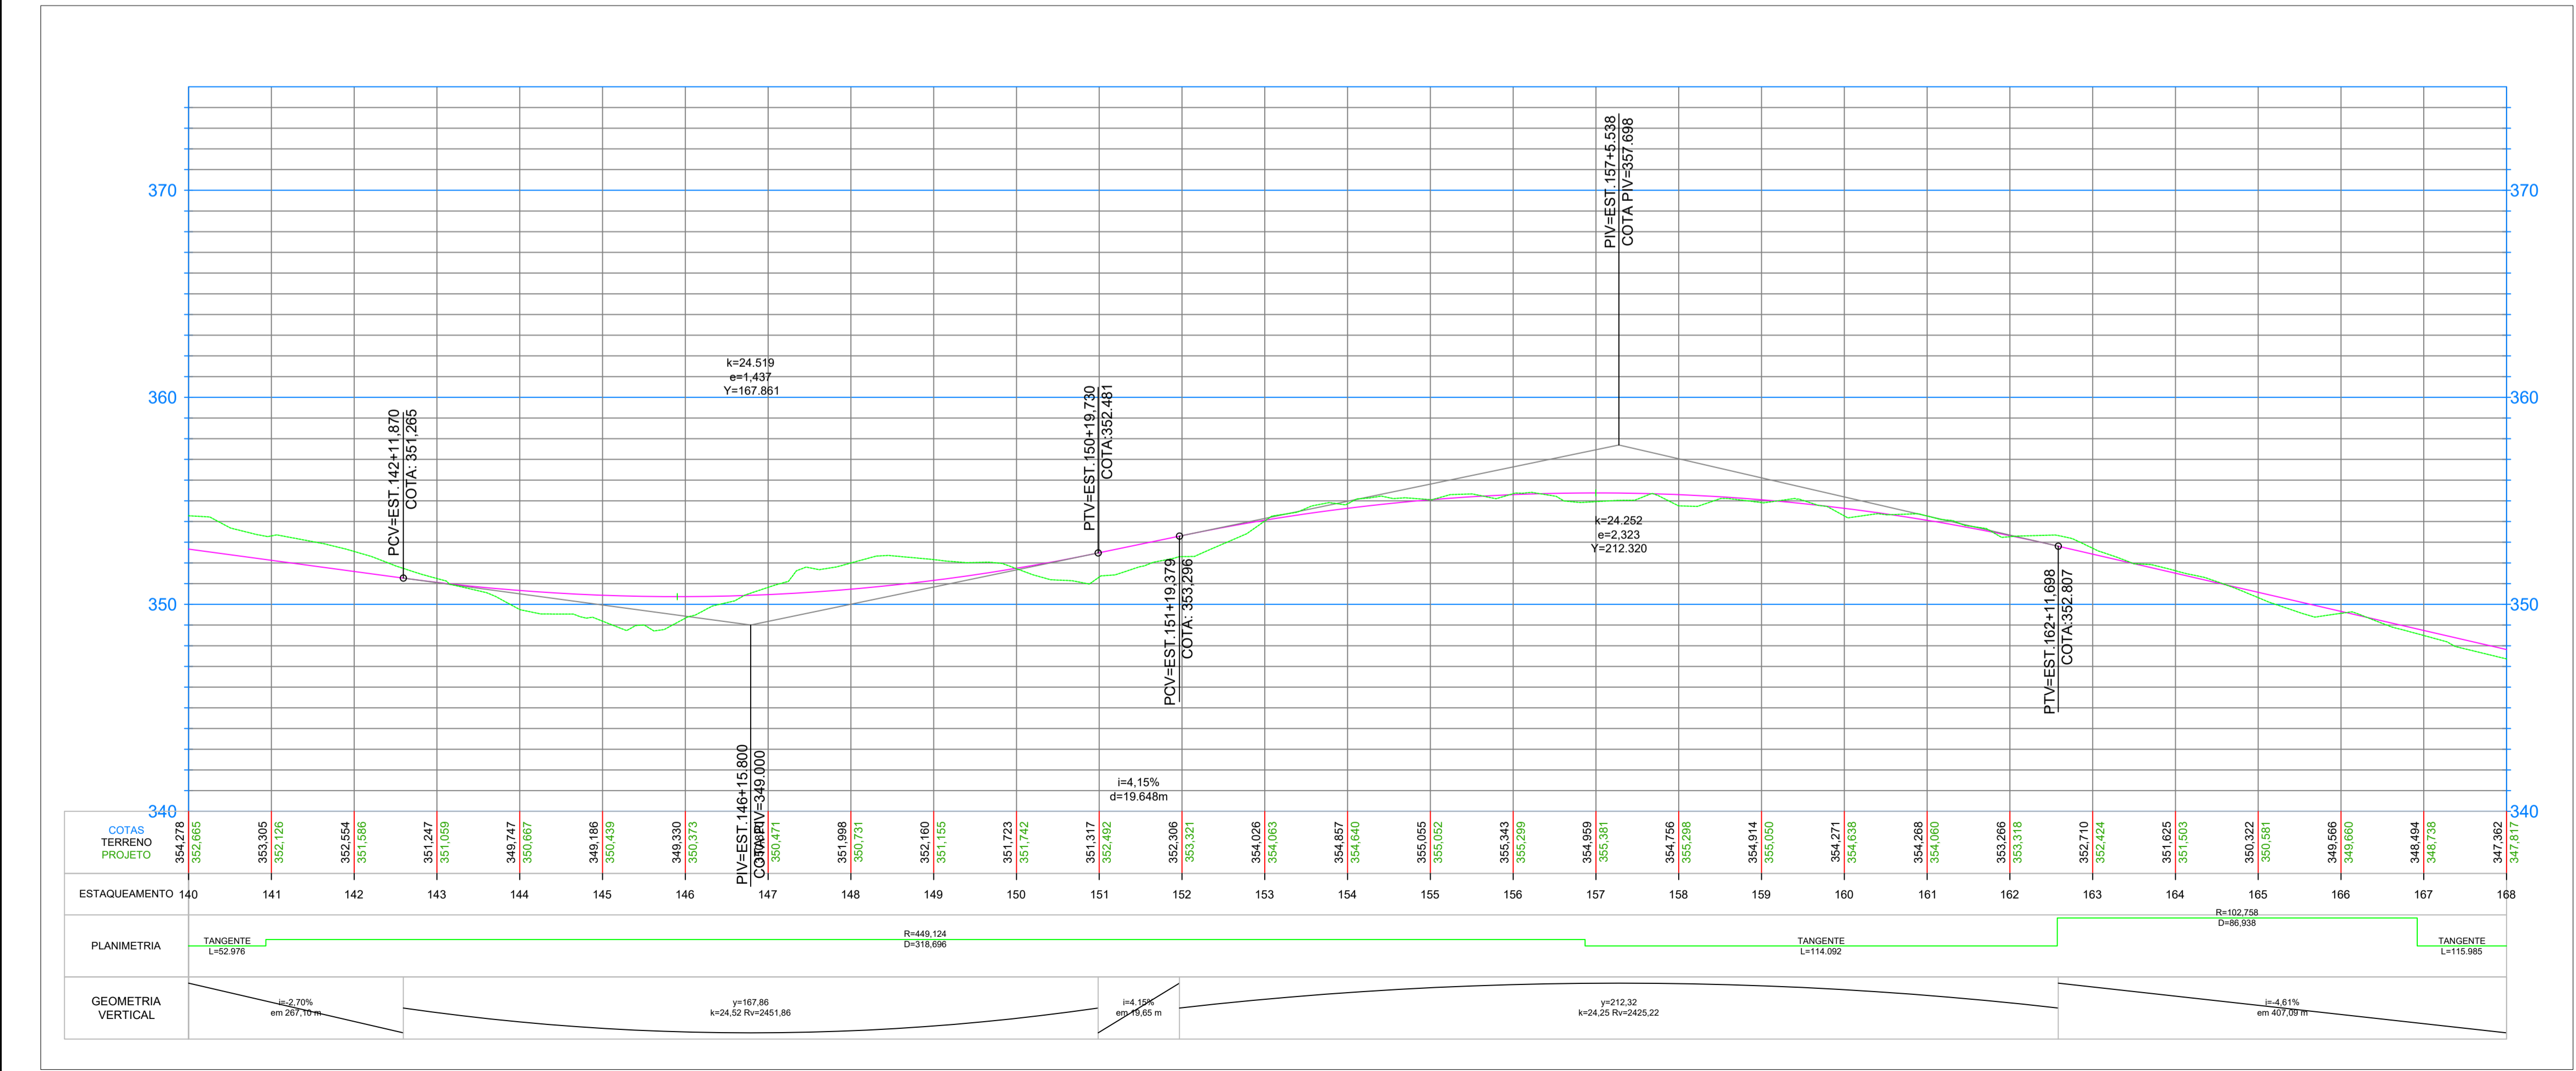 PIV=EST.157+5.538
COTA PIV=357.698
370
370
k=24.519
e=1,437
Y=167.861
360
360
PCV=EST.142+11,870
COTA: 351,265
PTV=EST.150+19,730
COTA:352.481
k=24.252
e=2,323
Y=212.320
350
350
PCV=EST.151+19,379
COTA: 353,296
PTV=EST.162+11,698
COTA:352.807
PIV=EST.146+15.800
COTA PIV=349.000
i=4,15%
d=19.648m
340
340
COTAS
TERRENO
PROJETO
354,278 352,665
353,305 352,126
352,554 351,586
351,247 351,059
349,747 350,667
349,186 350,439
349,330 350,373
350,471
351,998 350,731
352,160 351,155
351,723 351,742
351,317 352,492
352,306 353,321
354,026 354,063
354,857 354,640
355,055 355,052
355,343 355,299
354,959 355,381
354,756 355,298
354,914 355,050
354,271 354,638
354,268 354,060
353,266 353,318
352,710 352,424
351,625 351,503
350,322 350,581
349,566 349,660
348,494 348,738
347,362 347,817
ESTAQUEAMENTO 140 141 142 143 144 145 146 147 148 149 150 151 152 153 154 155 156 157 158 159 160 161 162 163 164 165 166 167 168
PLANIMETRIA
TANGENTE
L=52.976
R=449,124
D=318,696
TANGENTE
L=114.092
R=102,758
D=86,938
TANGENTE
L=115.985
GEOMETRIA
VERTICAL
i=-2,70%
em 267,10 m
y=167,86
k=24,52 Rv=2451,86
i=4.15%
em 19,65 m
y=212,32
k=24,25 Rv=2425,22
i=-4,61%
em 407,09 m